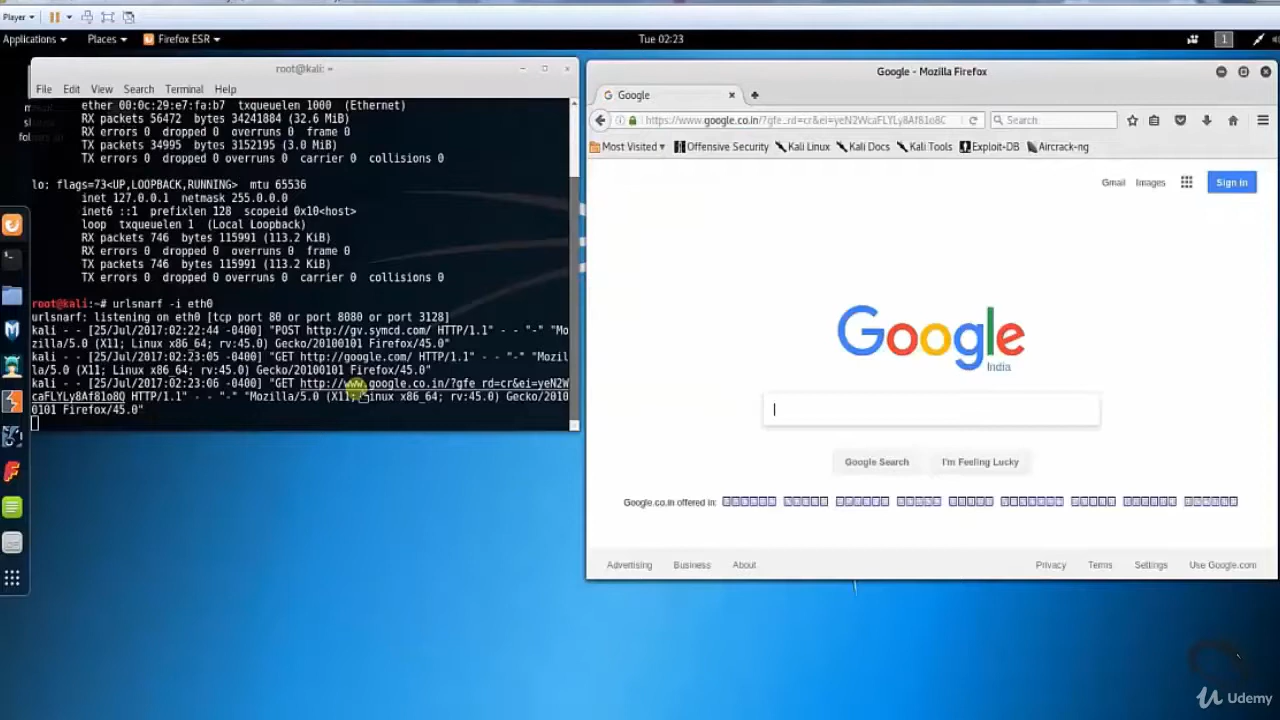 Player
Applications Places Firefox ESR Tue 02:23 1
root@kali: ~
File Edit View Search Terminal Help
ether 00:0c:29:e7:fa:b7 txqueuelen 1000 (Ethernet)
RX packets 56472 bytes 34241884 (32.6 MiB)
RX errors 0 dropped 0 overruns 0 frame 0
TX packets 34995 bytes 3152195 (3.0 MiB)
TX errors 0 dropped 0 overruns 0 carrier 0 collisions 0
lo: flags=73<UP,LOOPBACK,RUNNING> mtu 65536
inet 127.0.0.1 netmask 255.0.0.0
inet6 ::1 prefixlen 128 scopeid 0x10<host>
loop txqueuelen 1 (Local Loopback)
RX packets 746 bytes 115991 (113.2 KiB)
RX errors 0 dropped 0 overruns 0 frame 0
TX packets 746 bytes 115991 (113.2 KiB)
TX errors 0 dropped 0 overruns 0 carrier 0 collisions 0
root@kali:~# urlsnarf -i eth0
urlsnarf: listening on eth0 [tcp port 80 or port 8080 or port 3128]
kali - - [25/Jul/2017:02:22:44 -0400] "POST http://gv.symcd.com/ HTTP/1.1" - - "-" "Mo
zilla/5.0 (X11; Linux x86_64; rv:45.0) Gecko/20100101 Firefox/45.0"
kali - - [25/Jul/2017:02:23:05 -0400] "GET http://google.com/ HTTP/1.1" - - "-" "Mozil
la/5.0 (X11; Linux x86_64; rv:45.0) Gecko/20100101 Firefox/45.0"
kali - - [25/Jul/2017:02:23:06 -0400] "GET http://www.google.co.in/?gfe_rd=cr&ei=yeN2W
caFLYLy8Af81o8Q HTTP/1.1" - - "-" "Mozilla/5.0 (X11; Linux x86_64; rv:45.0) Gecko/2010
0101 Firefox/45.0"
Google - Mozilla Firefox
Google
https://www.google.co.in/?gfe_rd=cr&ei=yeN2WcaFLYLy8Af81o8C Search
Most Visited Offensive Security Kali Linux Kali Docs Kali Tools Exploit-DB Aircrack-ng
Gmail Images Sign in
Google
India
Google Search I'm Feeling Lucky
Google.co.in offered in:
Advertising Business About Privacy Terms Settings Use Google.com
Udemy